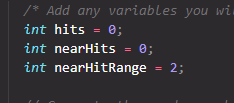 /* Add any variables you wi
int hits = 0;
int nearHits = 0;
int nearHitRange = 2;